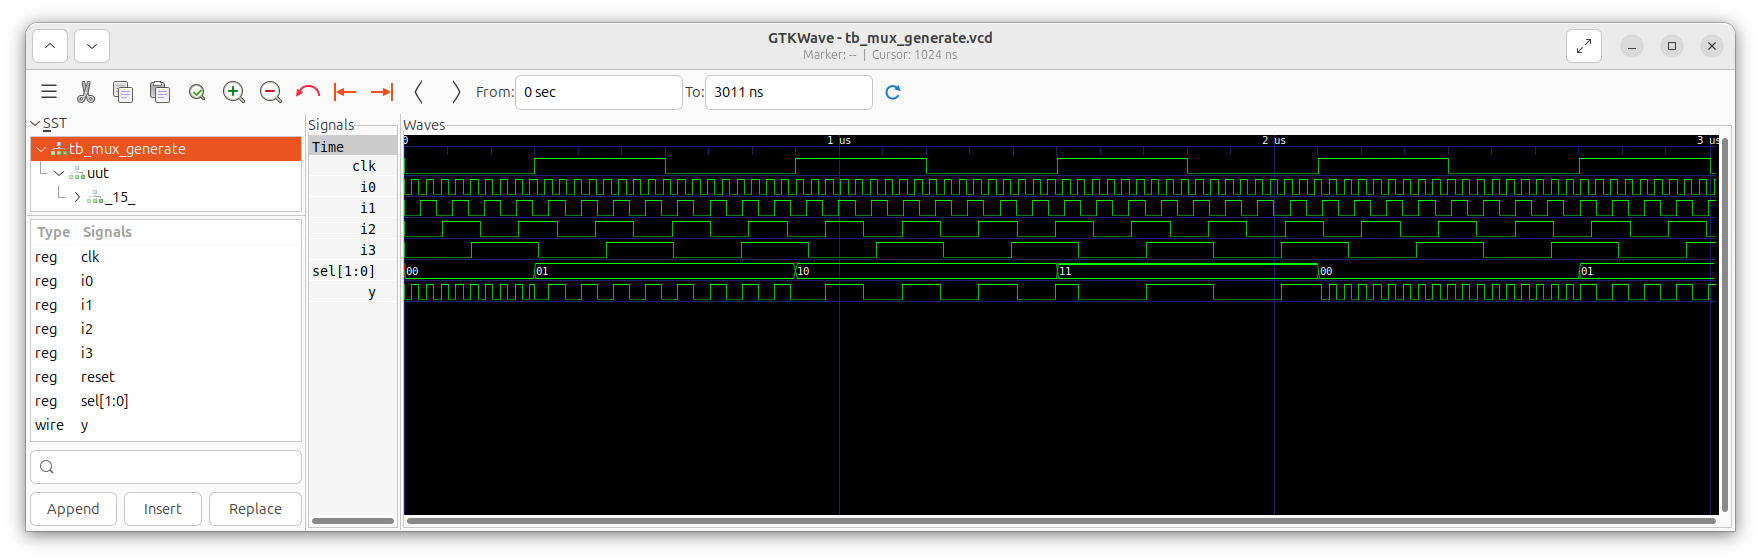 GTKWave - tb_mux_generate.vcd
Marker: -- | Cursor: 1024 ns
From: 0 sec To: 3011 ns
SST
tb_mux_generate
uut
_15_
Type Signals
reg clk
reg i0
reg i1
reg i2
reg i3
reg reset
reg sel[1:0]
wire y
Append Insert Replace
Signals
Time
clk
i0
i1
i2
i3
sel[1:0]
y
Waves
0 1 us 2 us 3 us
00 01 10 11 00 01